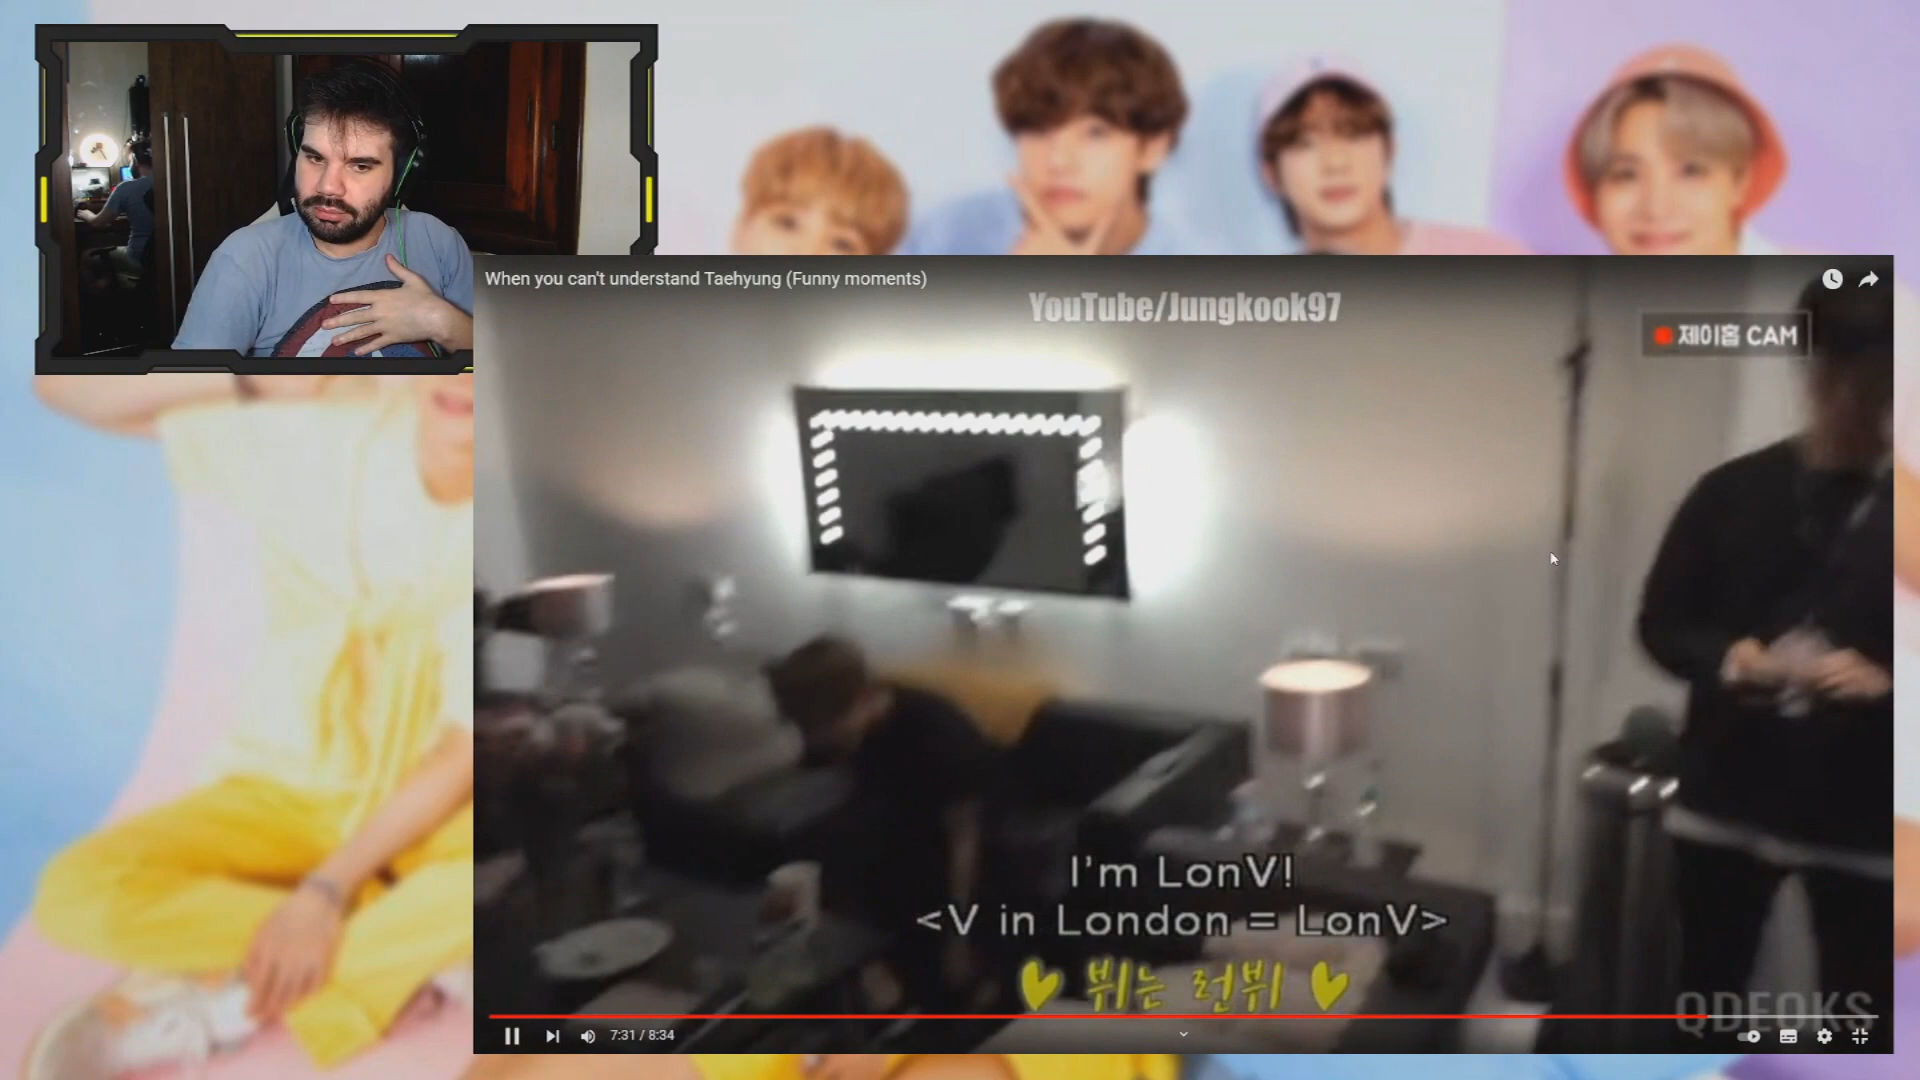 When you can't understand Taehyung (Funny moments)
YouTube/Jungkook97
제이홉 CAM
I'm LonV!
<V in London = LonV>
뷔는 런뷔
QDEOKS
7:31 / 8:34